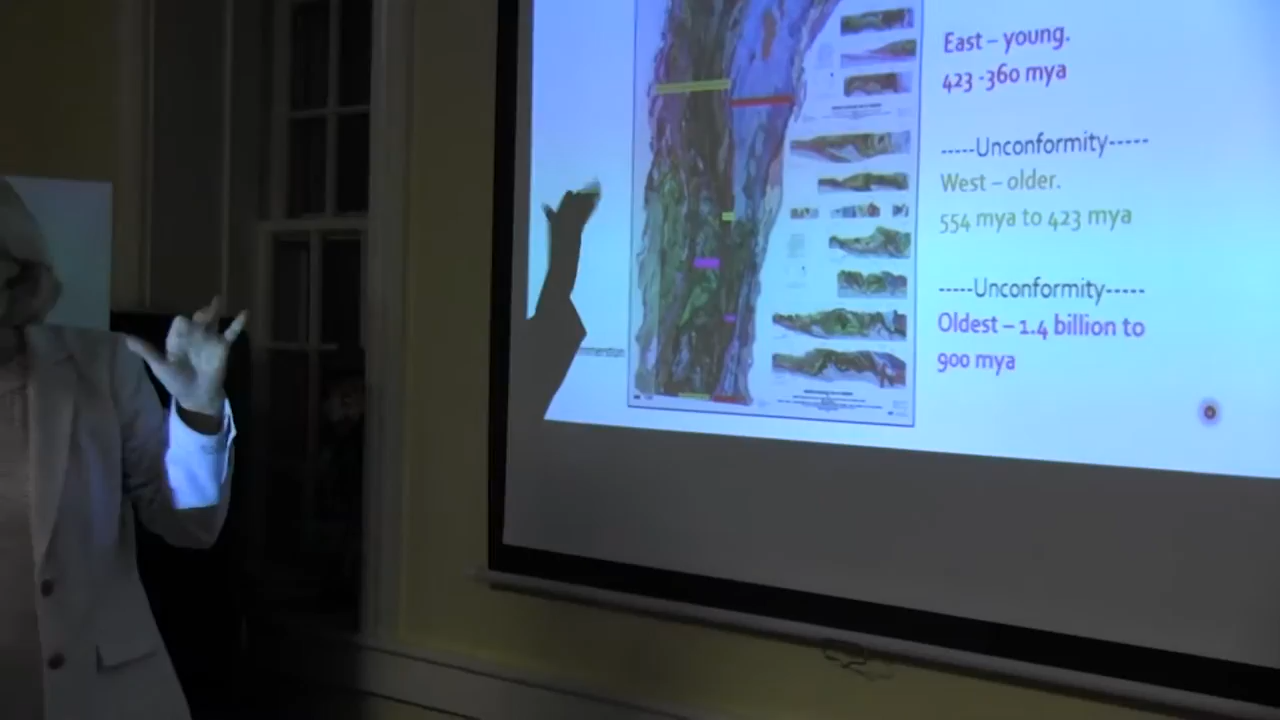 East – young.
423 -360 mya
-----Unconformity-----
West – older.
554 mya to 423 mya
-----Unconformity-----
Oldest – 1.4 billion to
900 mya